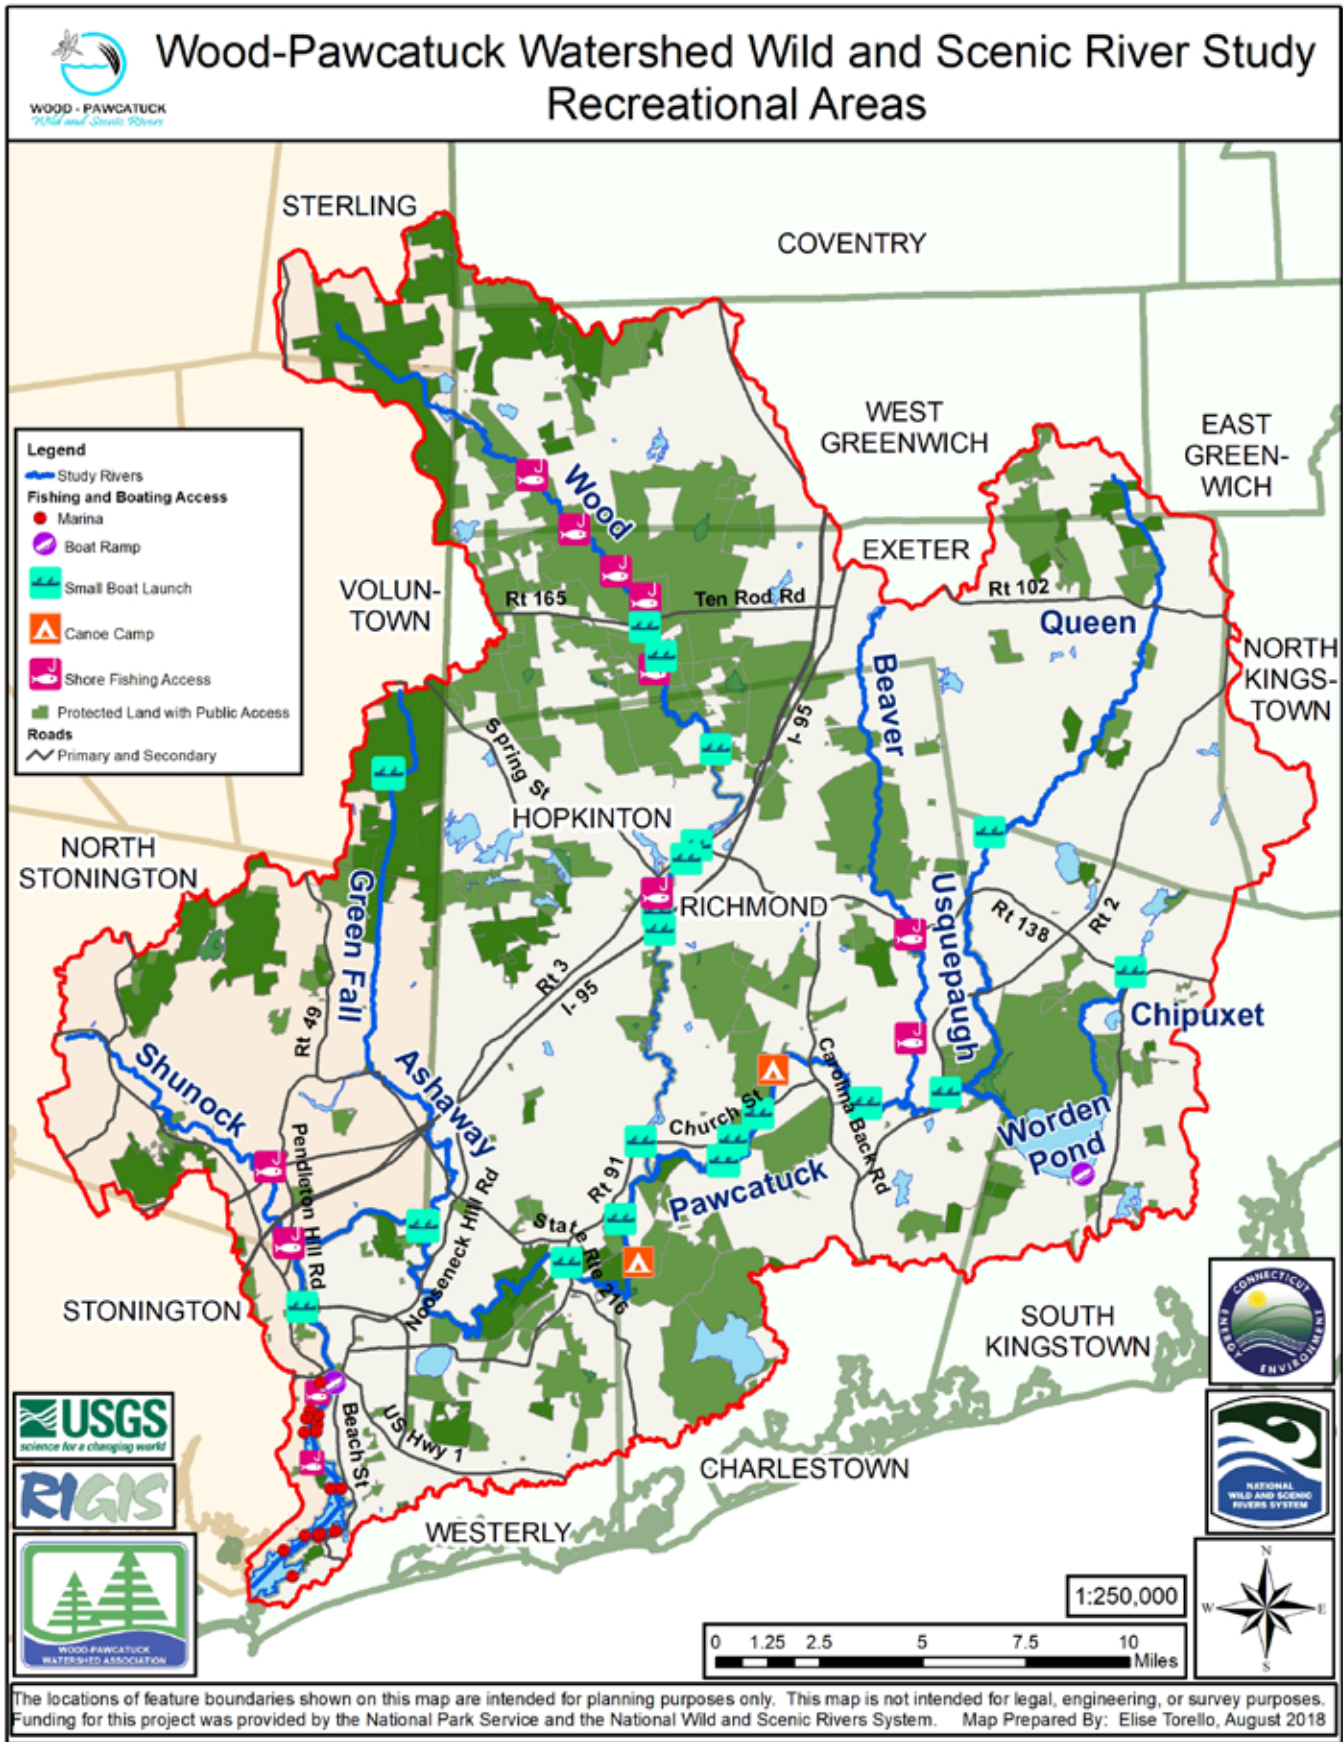 Wood-Pawcatuck Watershed Wild and Scenic River Study
Recreational Areas
WOOD - PAWCATUCK
Wild and Scenic Rivers
STERLING
COVENTRY
WEST
GREENWICH
EAST
GREEN-
WICH
Legend
Study Rivers
Fishing and Boating Access
Marina
Boat Ramp
Small Boat Launch
Canoe Camp
Shore Fishing Access
Protected Land with Public Access
Roads
Primary and Secondary
Wood
EXETER
VOLUN-
TOWN
Rt 165
Ten Rod Rd
Rt 102
Queen
NORTH
KINGS-
TOWN
Beaver
I- 95
Spring St
HOPKINTON
NORTH
STONINGTON
Green Fall
RICHMOND
Usquepaugh
Rt 138
Rt 2
Rt 3
I- 95
Rt 49
Chipuxet
Shunock
Ashaway
Carolina Back Rd
Church St
Worden
Pond
Pendleton Hill Rd
Rt 91
Pawcatuck
Nooseneck Hill Rd
State Rte 216
STONINGTON
SOUTH
KINGSTOWN
CONNECTICUT
ENERGY
ENVIRONMENT
USGS
science for a changing world
Beach St
US Hwy 1
CHARLESTOWN
RIGIS
NATIONAL
WILD AND SCENIC
RIVERS SYSTEM
WESTERLY
WOOD-PAWCATUCK
WATERSHED ASSOCIATION
1:250,000
N
W
E
S
0 1.25 2.5 5 7.5 10
Miles
The locations of feature boundaries shown on this map are intended for planning purposes only. This map is not intended for legal, engineering, or survey purposes.
Funding for this project was provided by the National Park Service and the National Wild and Scenic Rivers System. Map Prepared By: Elise Torello, August 2018